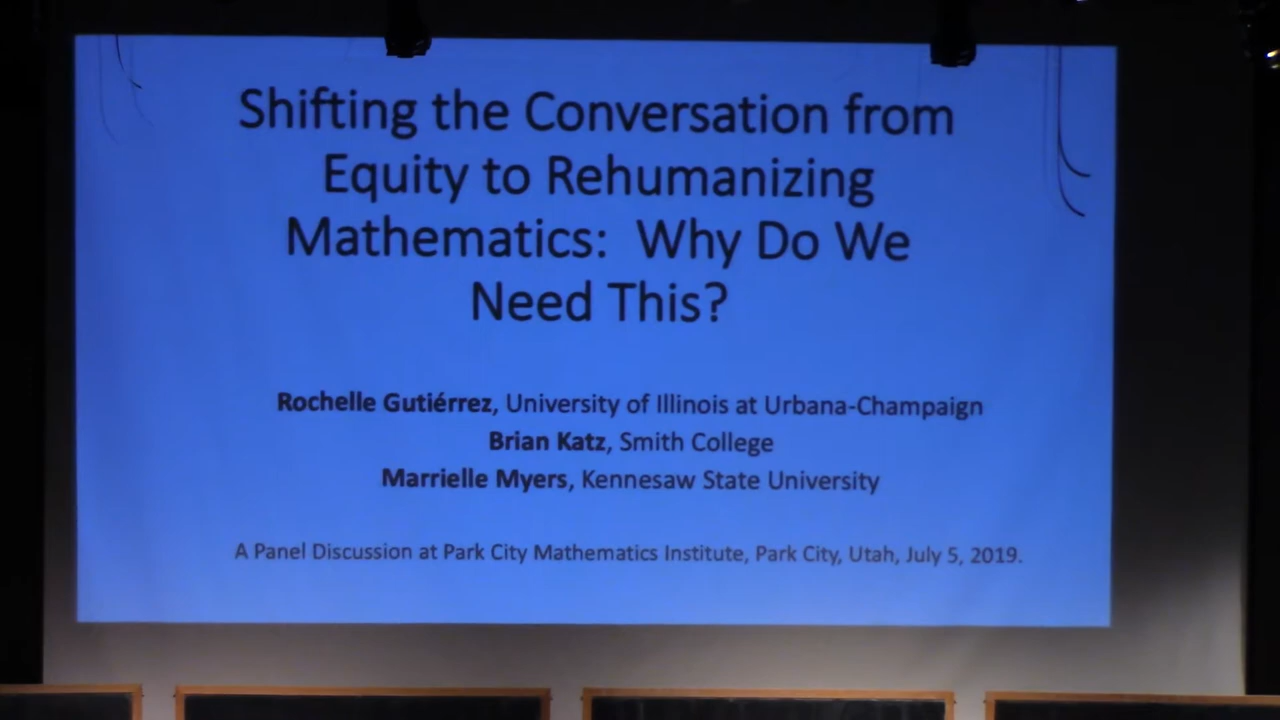 Shifting the Conversation from
Equity to Rehumanizing
Mathematics:  Why Do We
Need This?
Rochelle Gutiérrez, University of Illinois at Urbana-Champaign
Brian Katz, Smith College
Marrielle Myers, Kennesaw State University
A Panel Discussion at Park City Mathematics Institute, Park City, Utah, July 5, 2019.